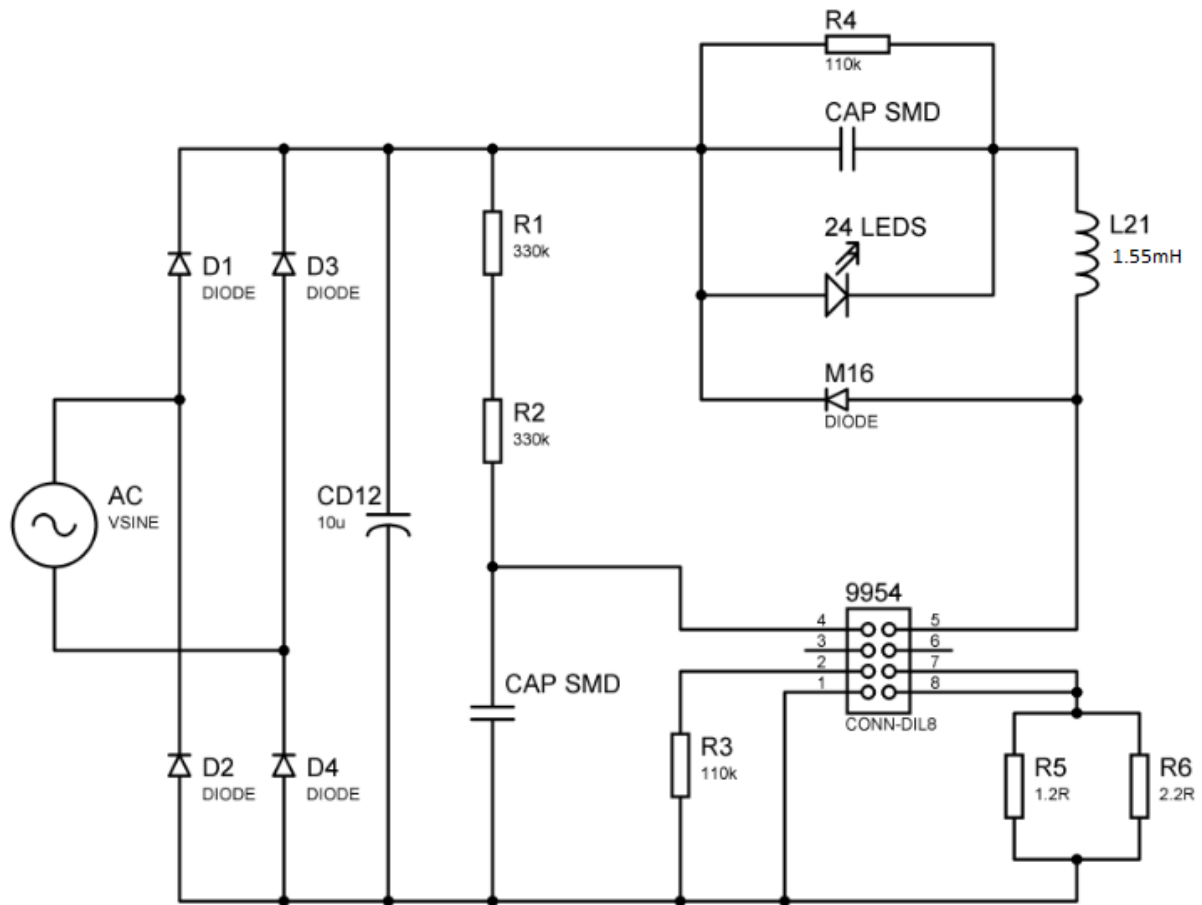 R4
110k
CAP SMD
24 LEDS
L21
1.55mH
M16
DIODE
R1
330k
D1
DIODE
D3
DIODE
R2
330k
AC
VSINE
CD12
10u
9954
4 5
3 6
2 7
1 8
CONN-DIL8
CAP SMD
R3
110k
R5
1.2R
R6
2.2R
D2
DIODE
D4
DIODE